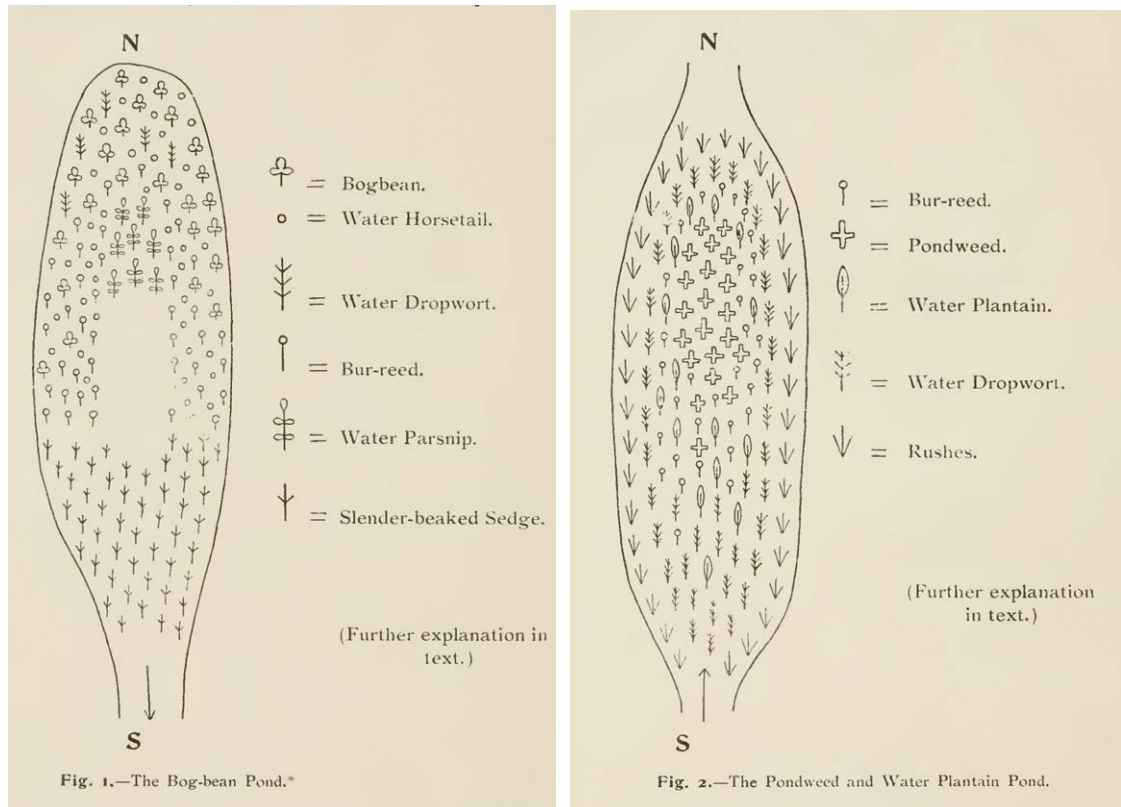 N
= Bogbean.
= Water Horsetail.
= Water Dropwort.
= Bur-reed.
= Water Parsnip.
= Slender-beaked Sedge.
(Further explanation in
text.)
S
Fig. 1.—The Bog-bean Pond.*
N
= Bur-reed.
= Pondweed.
= Water Plantain.
= Water Dropwort.
= Rushes.
(Further explanation
in text.)
S
Fig. 2.—The Pondweed and Water Plantain Pond.